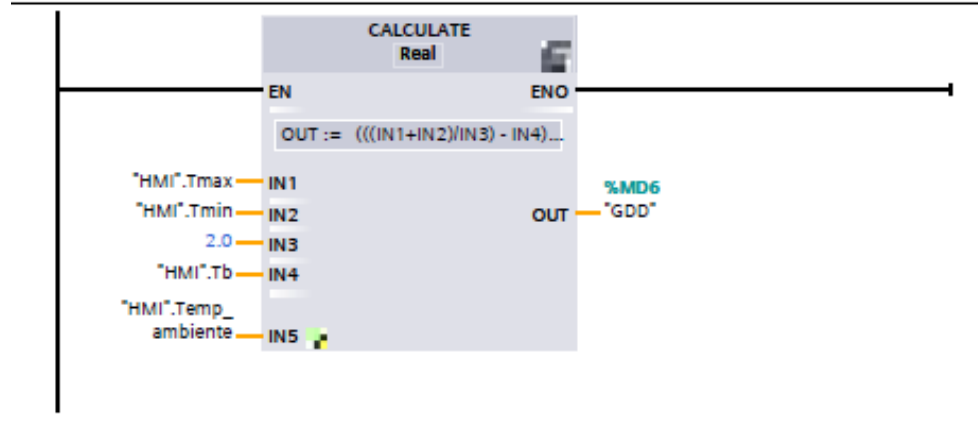 CALCULATE
Real
EN ENO
OUT := (((IN1+IN2)/IN3) - IN4)...
"HMI".Tmax IN1
%MD6
"HMI".Tmin IN2 OUT "GDD"
2.0 IN3
"HMI".Tb IN4
"HMI".Temp_
ambiente IN5